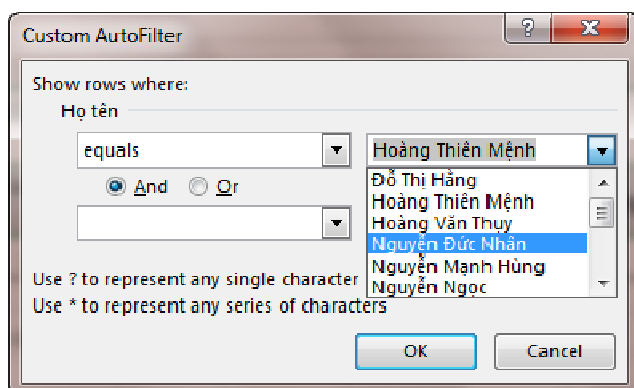 Custom AutoFilter
Show rows where:
Họ tên
equals
Hoàng Thiên Mệnh
And Or
Đỗ Thị Hằng
Hoàng Thiên Mệnh
Hoàng Văn Thụy
Nguyễn Đức Nhân
Nguyễn Mạnh Hùng
Nguyễn Ngọc
Use ? to represent any single character
Use * to represent any series of characters
OK Cancel